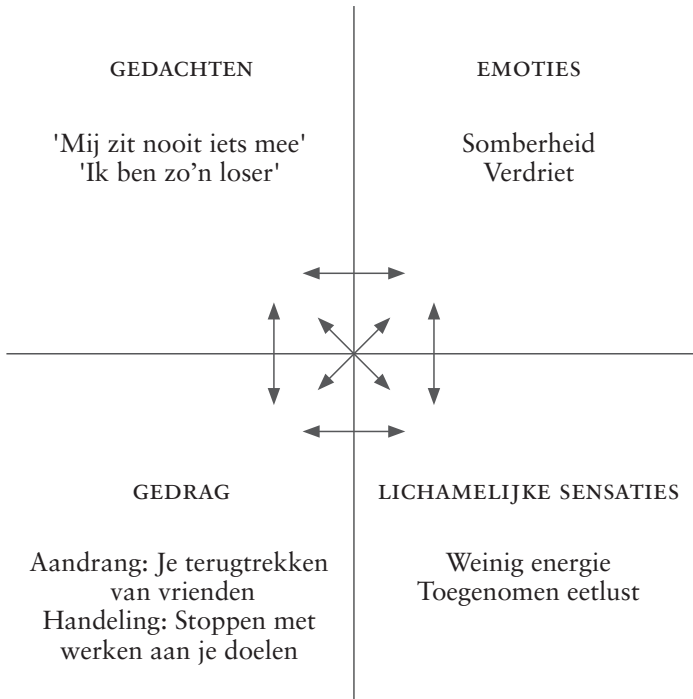 GEDACHTEN
'Mij zit nooit iets mee'
'Ik ben zo’n loser'
EMOTIES
Somberheid
Verdriet
GEDRAG
Aandrang: Je terugtrekken
van vrienden
Handeling: Stoppen met
werken aan je doelen
LICHAMELIJKE SENSATIES
Weinig energie
Toegenomen eetlust